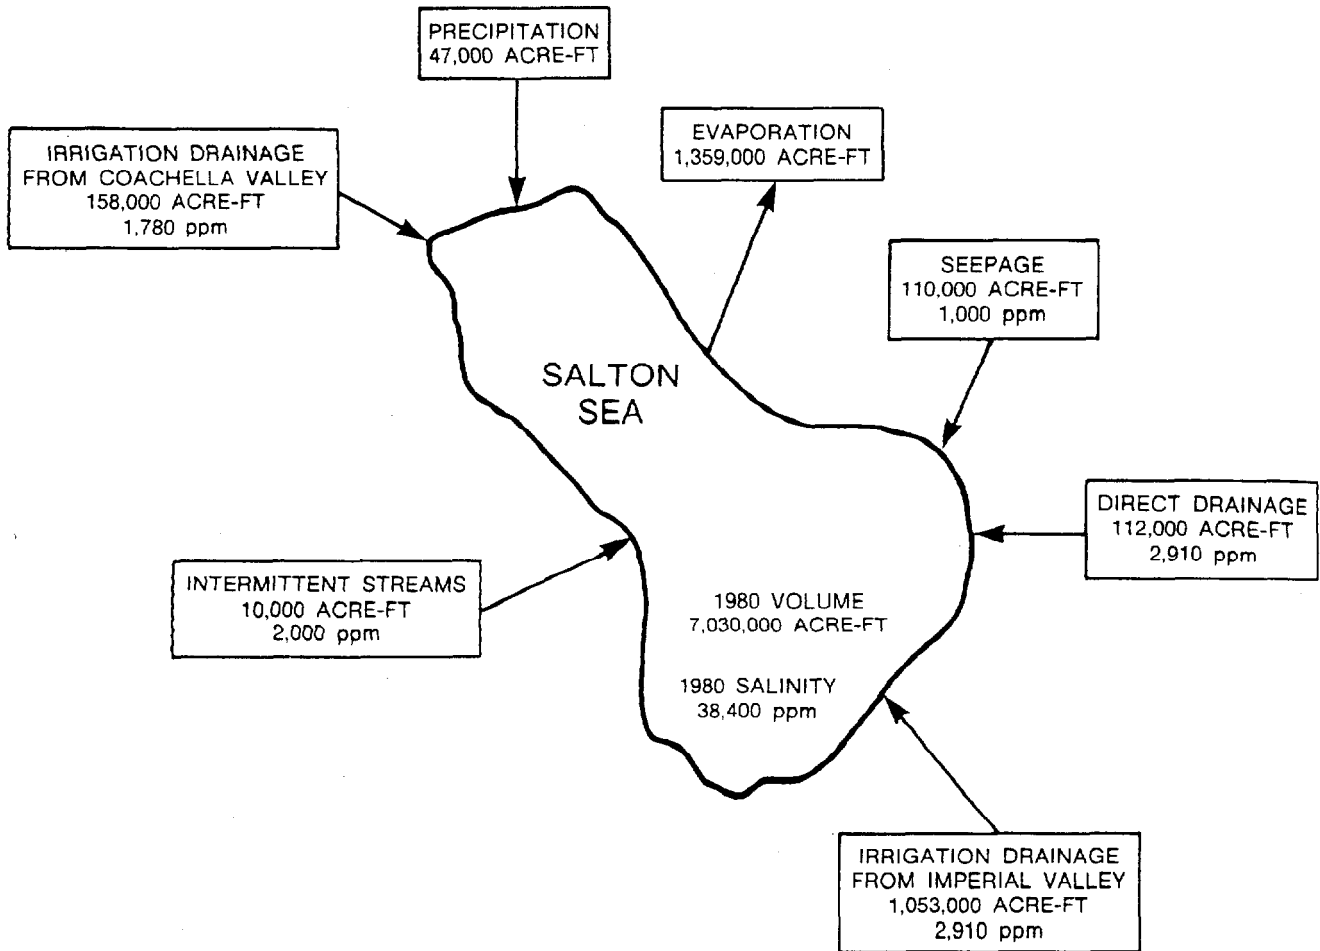 PRECIPITATION
47,000 ACRE-FT
EVAPORATION
1,359,000 ACRE-FT
IRRIGATION DRAINAGE
FROM COACHELLA VALLEY
158,000 ACRE-FT
1,780 ppm
SEEPAGE
110,000 ACRE-FT
1,000 ppm
SALTON
SEA
DIRECT DRAINAGE
112,000 ACRE-FT
2,910 ppm
INTERMITTENT STREAMS
10,000 ACRE-FT
2,000 ppm
1980 VOLUME
7,030,000 ACRE-FT
1980 SALINITY
38,400 ppm
IRRIGATION DRAINAGE
FROM IMPERIAL VALLEY
1,053,000 ACRE-FT
2,910 ppm